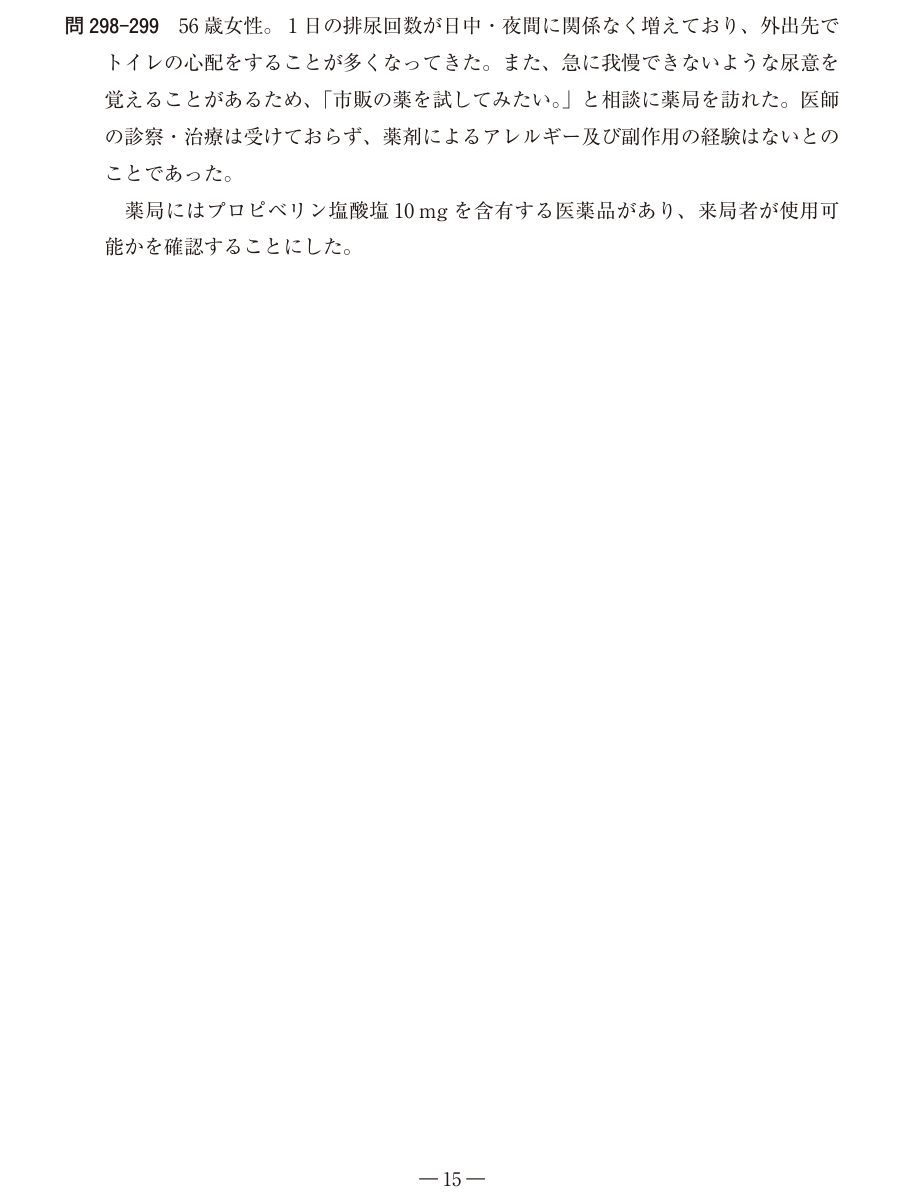 問 298-299　56 歳女性。1 日の排尿回数が日中・夜間に関係なく増えており、外出先で
トイレの心配をすることが多くなってきた。また、急に我慢できないような尿意を
覚えることがあるため、「市販の薬を試してみたい。」と相談に薬局を訪れた。医師
の診察・治療は受けておらず、薬剤によるアレルギー及び副作用の経験はないとの
ことであった。
薬局にはプロピベリン塩酸塩 10 mg を含有する医薬品があり、来局者が使用可
能かを確認することにした。
— 15 —